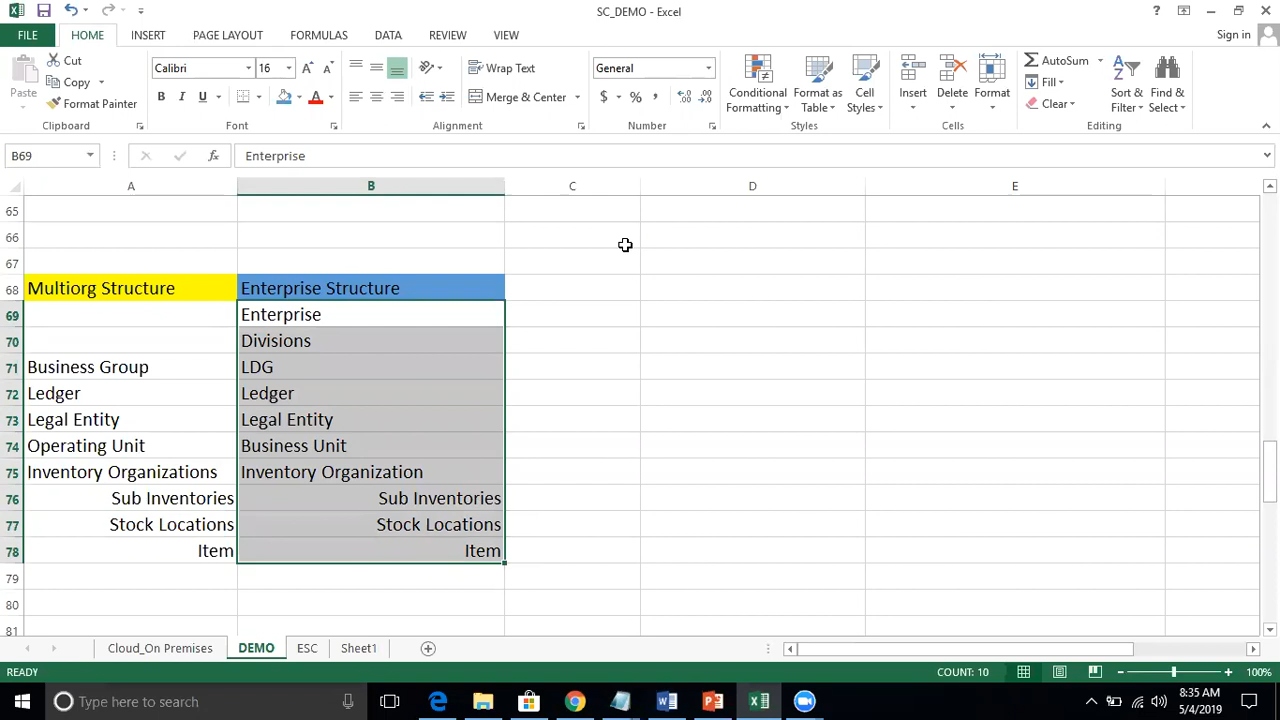 SC_DEMO - Excel
?
FILE HOME INSERT PAGE LAYOUT FORMULAS DATA REVIEW VIEW Sign in
Paste
Cut
Copy
Format Painter
Clipboard
Calibri 16
B I U
Font
Wrap Text
Merge & Center
Alignment
General
$ % ,
Number
Conditional Formatting
Format as Table
Cell Styles
Styles
Insert Delete Format
Cells
AutoSum
Fill
Clear
Sort & Filter
Find & Select
Editing
B69 fx Enterprise
A B C D E
65
66
67
68 Multiorg Structure Enterprise Structure
69 Enterprise
70 Divisions
71 Business Group LDG
72 Ledger Ledger
73 Legal Entity Legal Entity
74 Operating Unit Business Unit
75 Inventory Organizations Inventory Organization
76 Sub Inventories Sub Inventories
77 Stock Locations Stock Locations
78 Item Item
79
80
81
Cloud_On Premises DEMO ESC Sheet1
READY COUNT: 10 100%
Type here to search
8:35 AM
5/4/2019